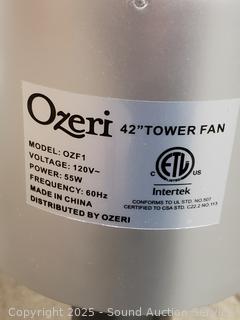 Ozeri 42" TOWER FAN
MODEL: OZF1
VOLTAGE: 120V~
POWER: 55W
FREQUENCY: 60Hz
MADE IN CHINA
DISTRIBUTED BY OZERI
C ETL US
Intertek
CONFORMS TO UL STD. NO.507
CERTIFIED TO CSA STD. C22.2 NO.113
Copyright 2025 - Sound Auction Service